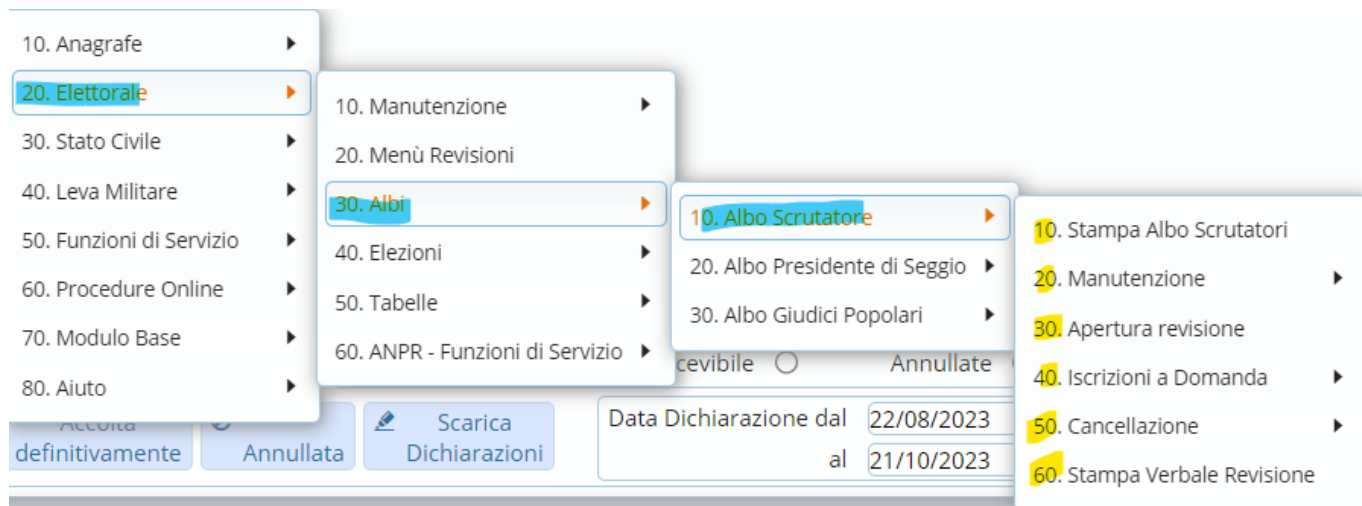 10. Anagrafe
20. Elettorale
30. Stato Civile
40. Leva Militare
50. Funzioni di Servizio
60. Procedure Online
70. Modulo Base
80. Aiuto
10. Manutenzione
20. Menù Revisioni
30. Albi
40. Elezioni
50. Tabelle
60. ANPR - Funzioni di Servizio
10. Albo Scrutatore
20. Albo Presidente di Seggio
30. Albo Giudici Popolari
10. Stampa Albo Scrutatori
20. Manutenzione
30. Apertura revisione
40. Iscrizioni a Domanda
50. Cancellazione
60. Stampa Verbale Revisione
cevibile
Annullate
Accolta
definitivamente
Annullata
Scarica
Dichiarazioni
Data Dichiarazione dal 22/08/2023
al 21/10/2023